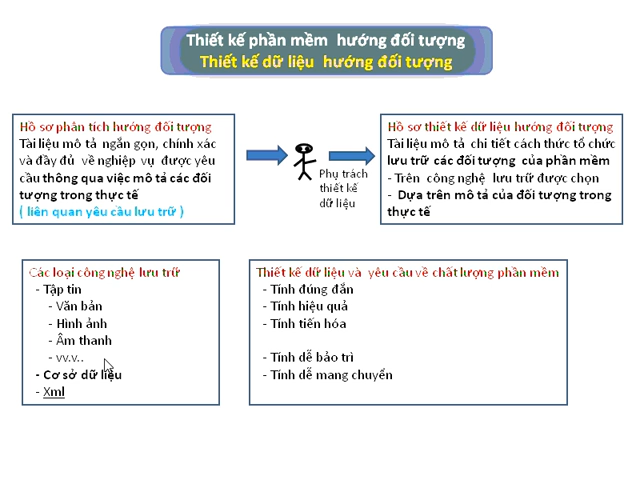 Thiết kế phần mềm hướng đối tượng
Thiết kế dữ liệu hướng đối tượng
Hồ sơ phân tích hướng đối tượng
Tài liệu mô tả ngắn gọn, chính xác
và đầy đủ về nghiệp vụ được yêu
cầu thông qua việc mô tả các đối
tượng trong thực tế
( liên quan yêu cầu lưu trữ )
Phụ trách
thiết kế
dữ liệu
Hồ sơ thiết kế dữ liệu hướng đối tượng
Tài liệu mô tả chi tiết cách thức tổ chức
lưu trữ các đối tượng của phần mềm
- Trên công nghệ lưu trữ được chọn
- Dựa trên mô tả của đối tượng trong
thực tế
Các loại công nghệ lưu trữ
- Tập tin
- Văn bản
- Hình ảnh
- Âm thanh
- vv.v..
- Cơ sở dữ liệu
- Xml
Thiết kế dữ liệu và yêu cầu về chất lượng phần mềm
- Tính đúng đắn
- Tính hiệu quả
- Tính tiến hóa
- Tính dễ bảo trì
- Tính dễ mang chuyển